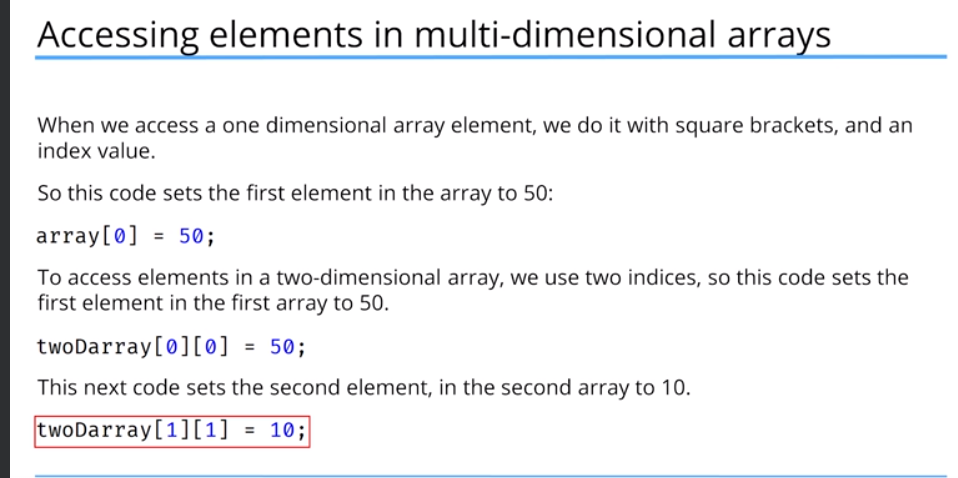 Accessing elements in multi-dimensional arrays
When we access a one dimensional array element, we do it with square brackets, and an
index value.
So this code sets the first element in the array to 50:
array[0] = 50;
To access elements in a two-dimensional array, we use two indices, so this code sets the
first element in the first array to 50.
twoDarray[0][0] = 50;
This next code sets the second element, in the second array to 10.
twoDarray[1][1] = 10;